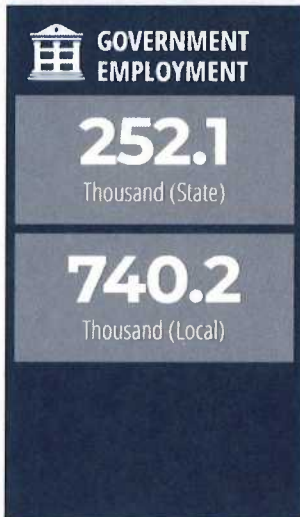 GOVERNMENT
EMPLOYMENT
252.1
Thousand (State)
740.2
Thousand (Local)